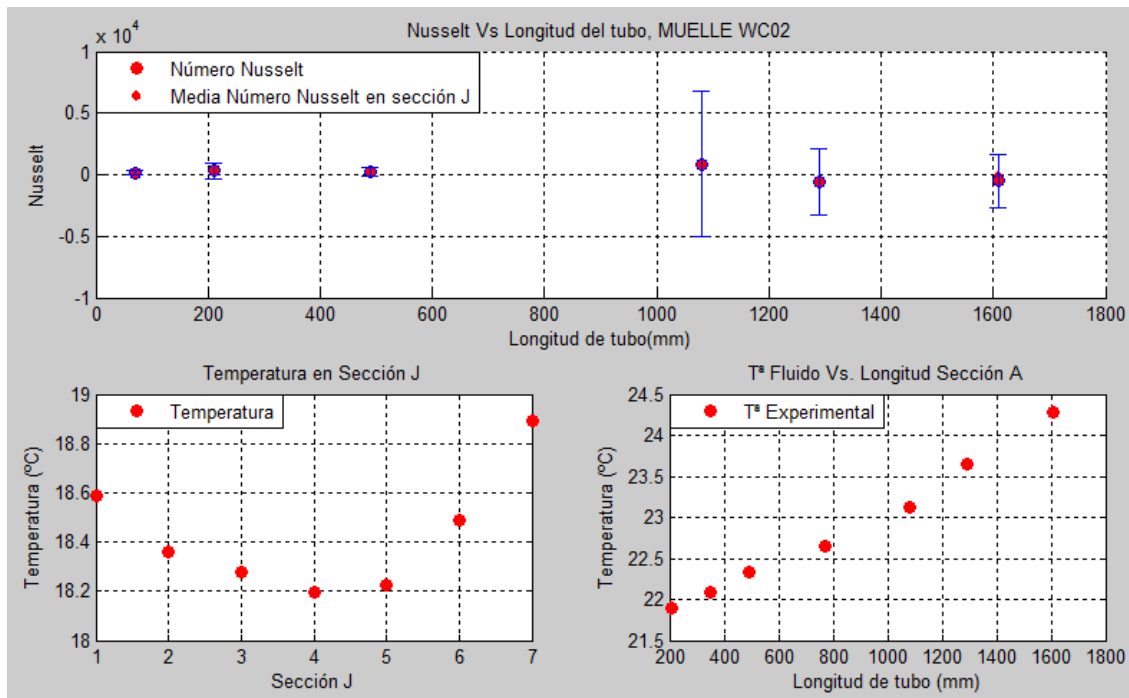 Nusselt Vs Longitud del tubo, MUELLE WC02
x 10^4
1
0.5
0
-0.5
-1
Nusselt
Número Nusselt
Media Número Nusselt en sección J
0 200 400 600 800 1000 1200 1400 1600 1800
Longitud de tubo(mm)
Temperatura en Sección J
19
18.8
18.6
18.4
18.2
18
Temperatura (ºC)
Temperatura
1 2 3 4 5 6 7
Sección J
Tª Fluido Vs. Longitud Sección A
24.5
24
23.5
23
22.5
22
21.5
Temperatura (ºC)
Tª Experimental
200 400 600 800 1000 1200 1400 1600 1800
Longitud de tubo (mm)